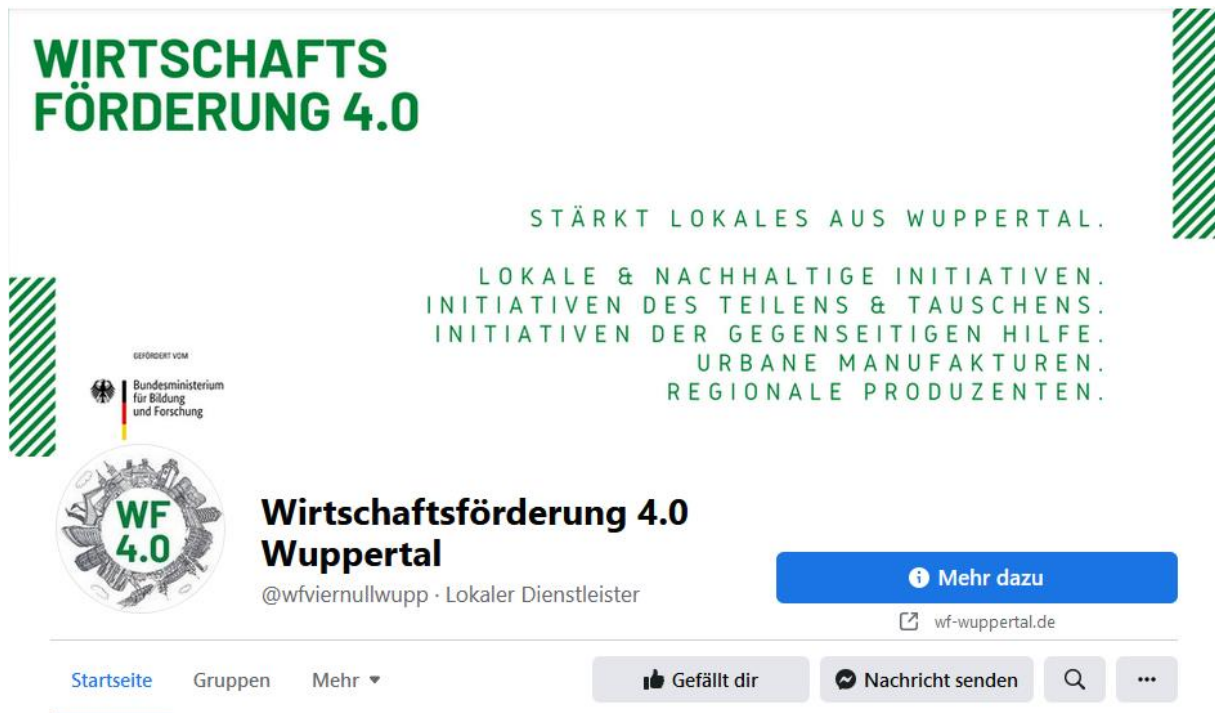 WIRTSCHAFTS
FÖRDERUNG 4.0
STÄRKT LOKALES AUS WUPPERTAL.
LOKALE & NACHHALTIGE INITIATIVEN.
INITIATIVEN DES TEILENS & TAUSCHENS.
INITIATIVEN DER GEGENSEITIGEN HILFE.
URBANE MANUFAKTUREN.
REGIONALE PRODUZENTEN.
GEFÖRDERT VOM
Bundesministerium
für Bildung
und Forschung
WF
4.0
Wirtschaftsförderung 4.0
Wuppertal
@wfviernullwupp · Lokaler Dienstleister
Mehr dazu
wf-wuppertal.de
Startseite Gruppen Mehr Gefällt dir Nachricht senden